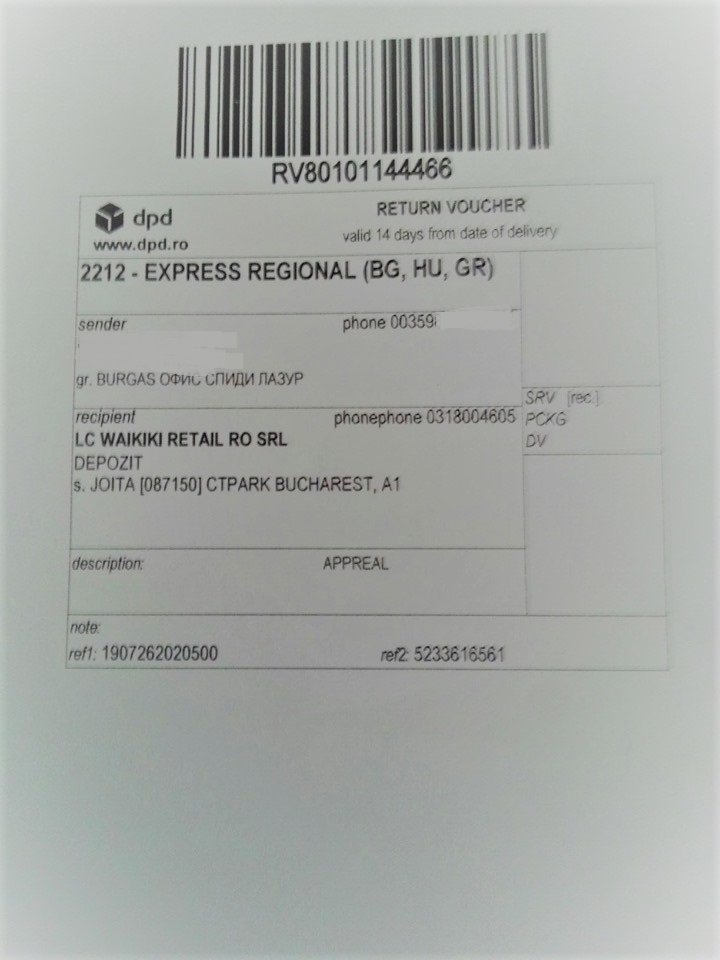 RV80101144466
dpd
www.dpd.ro
RETURN VOUCHER
valid 14 days from date of delivery
2212 - EXPRESS REGIONAL (BG, HU, GR)
sender phone 00359
gr. BURGAS ОФИС СПИДИ ЛАЗУР
SRV [rec.]
PCKG
DV
recipient phonephone 0318004605
LC WAIKIKI RETAIL RO SRL
DEPOZIT
s. JOITA [087150] CTPARK BUCHAREST, A1
description: APPREAL
note:
ref1: 1907262020500 ref2: 5233616561